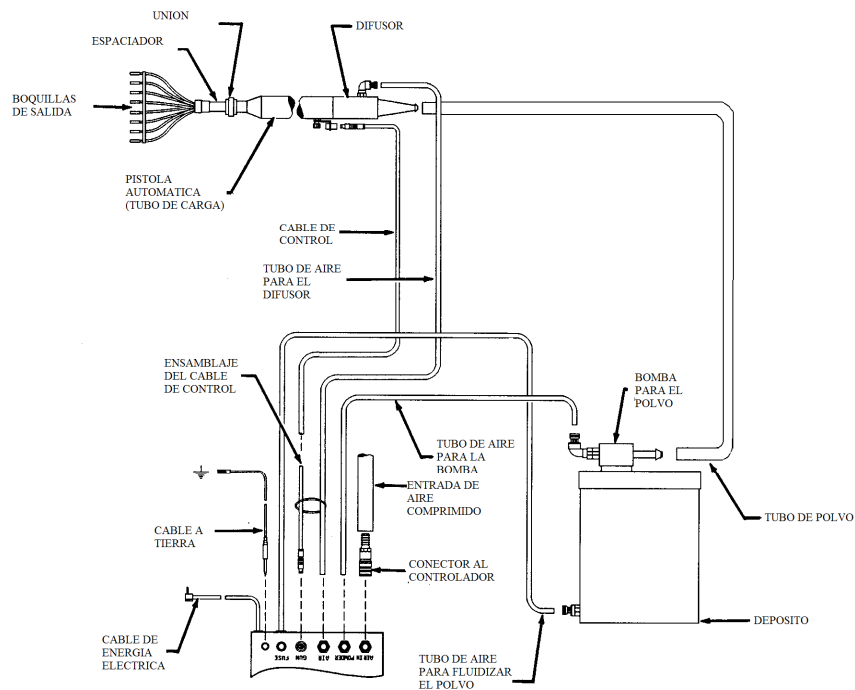 UNION
ESPACIADOR
DIFUSOR
BOQUILLAS
DE SALIDA
PISTOLA
AUTOMATICA
(TUBO DE CARGA)
CABLE DE
CONTROL
TUBO DE AIRE
PARA EL
DIFUSOR
ENSAMBLAJE
DEL CABLE
DE CONTROL
BOMBA
PARA EL
POLVO
TUBO DE AIRE
PARA LA
BOMBA
ENTRADA DE
AIRE
COMPRIMIDO
TUBO DE POLVO
CABLE A
TIERRA
CONECTOR AL
CONTROLADOR
DEPOSITO
CABLE DE
ENERGIA
ELECTRICA
TUBO DE AIRE
PARA FLUIDIZAR
EL POLVO
FUSE GUN AIR POWDER AIR IN